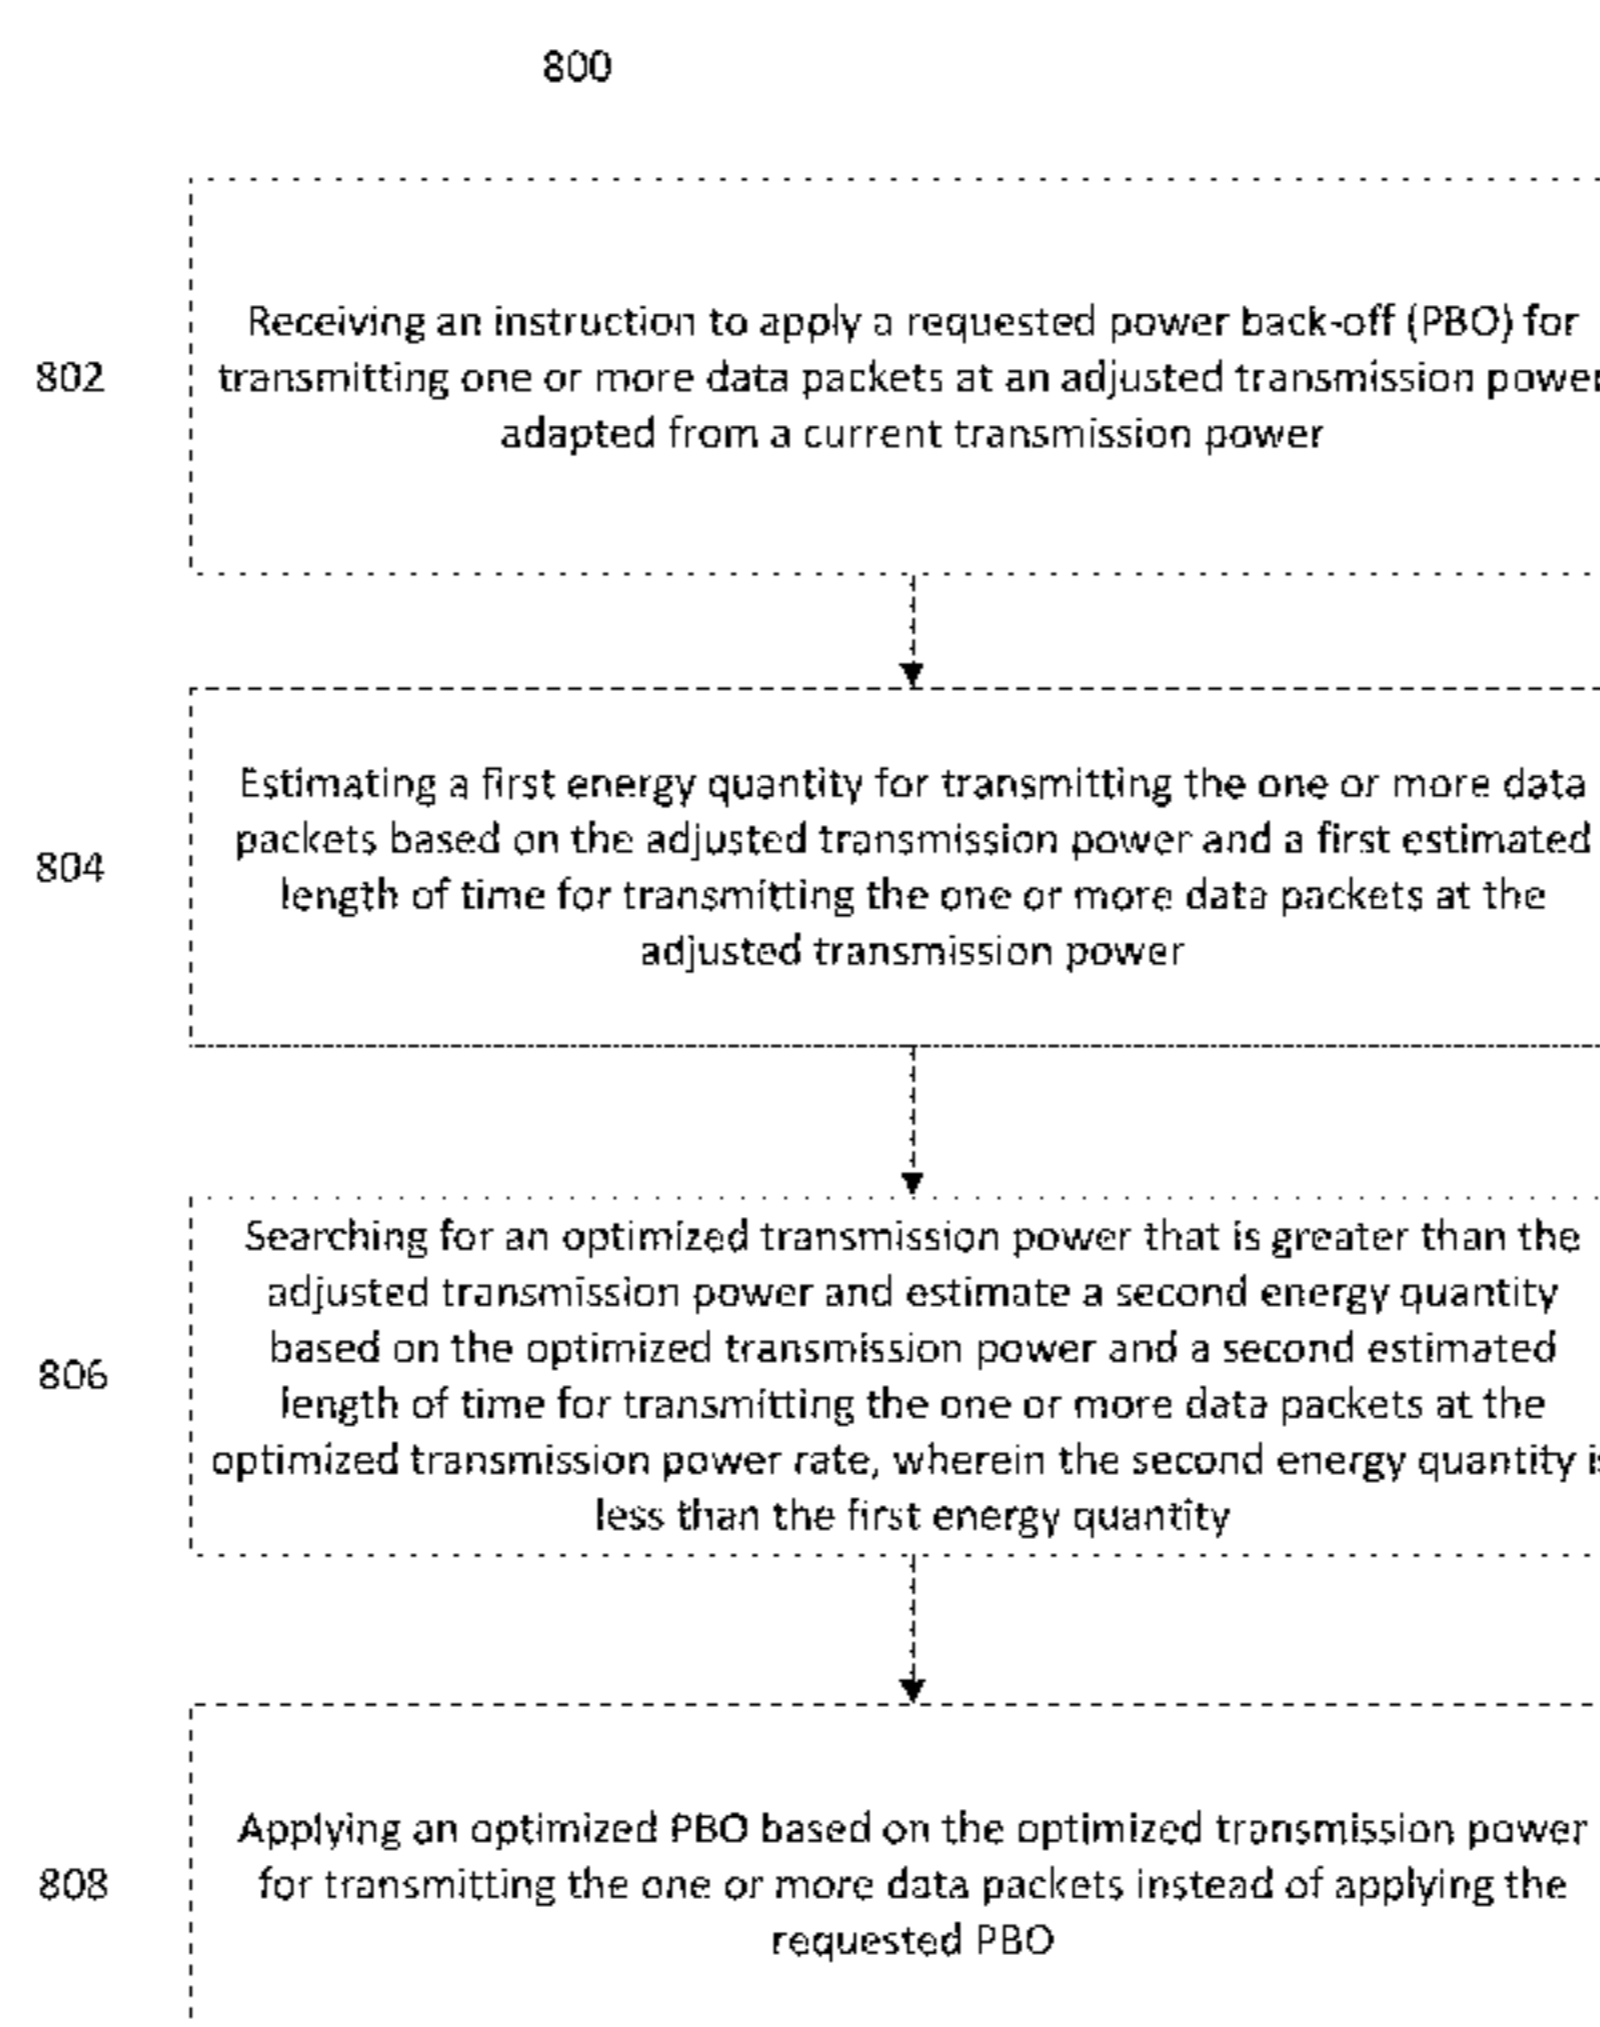 800
802
Receiving an instruction to apply a requested power back-off (PBO) for
transmitting one or more data packets at an adjusted transmission power
adapted from a current transmission power
804
Estimating a first energy quantity for transmitting the one or more data
packets based on the adjusted transmission power and a first estimated
length of time for transmitting the one or more data packets at the
adjusted transmission power
806
Searching for an optimized transmission power that is greater than the
adjusted transmission power and estimate a second energy quantity
based on the optimized transmission power and a second estimated
length of time for transmitting the one or more data packets at the
optimized transmission power rate, wherein the second energy quantity is
less than the first energy quantity
808
Applying an optimized PBO based on the optimized transmission power
for transmitting the one or more data packets instead of applying the
requested PBO